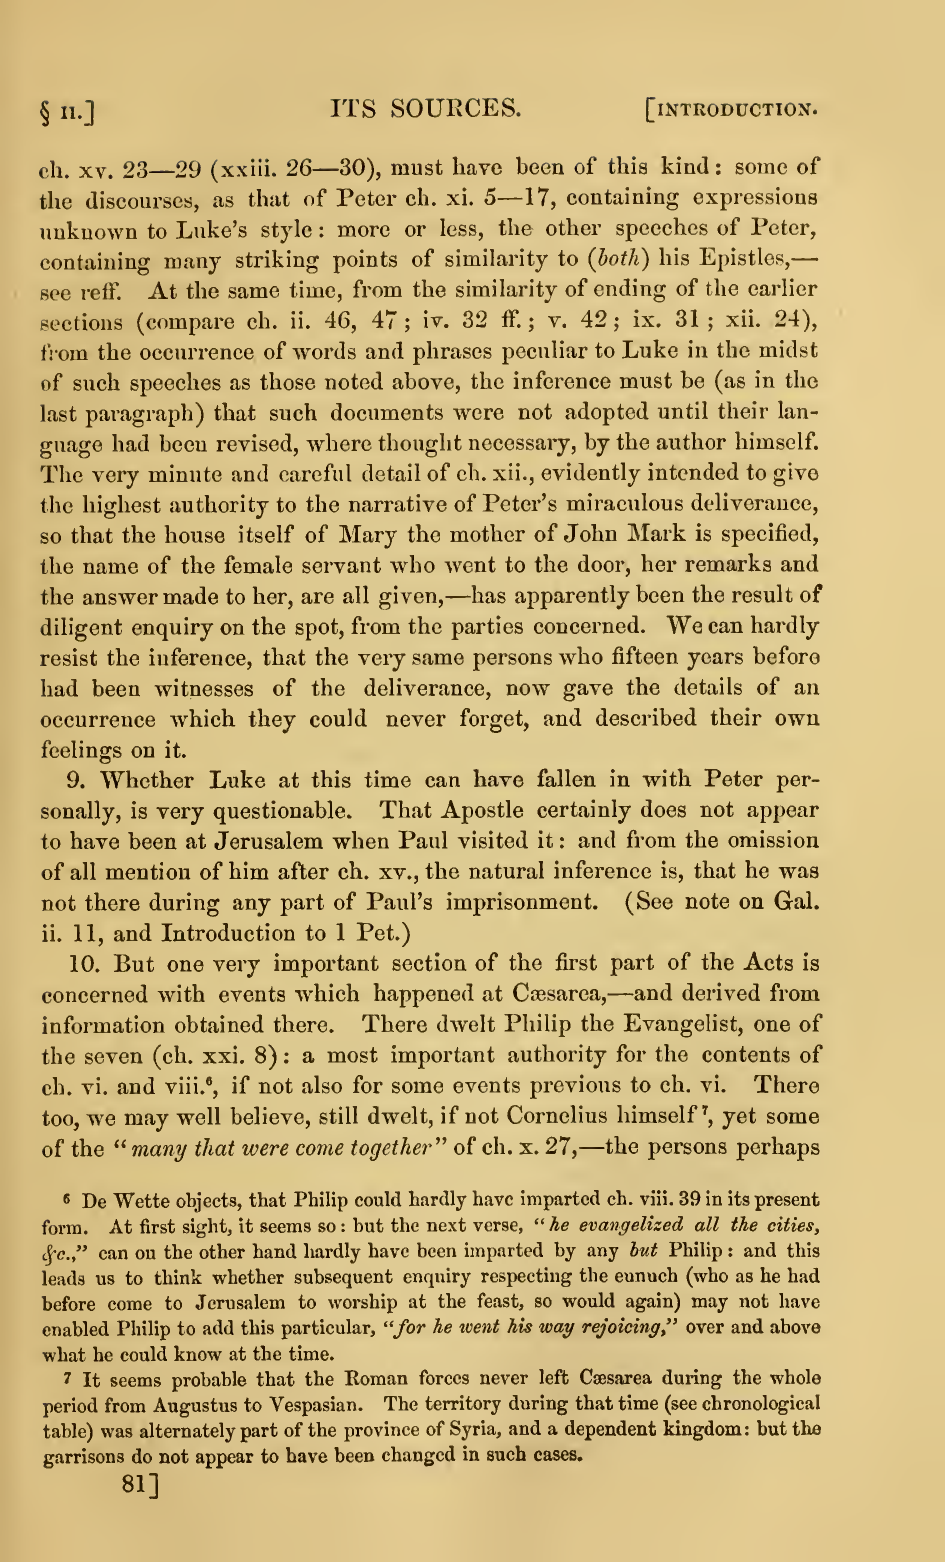 § II.] ITS SOURCES. [INTRODUCTION.
ch. xv. 23—29 (xxiii. 26—30), must have been of this kind: some of
the discourses, as that of Peter ch. xi. 5—17, containing expressions
unknown to Luke's style: more or less, the other speeches of Peter,
containing many striking points of similarity to (both) his Epistles,—
see reff. At the same time, from the similarity of ending of the earlier
sections (compare ch. ii. 46, 47; iv. 32 ff.; v. 42; ix. 31; xii. 24),
from the occurrence of words and phrases peculiar to Luke in the midst
of such speeches as those noted above, the inference must be (as in the
last paragraph) that such documents were not adopted until their lan-
guage had been revised, where thought necessary, by the author himself.
The very minute and careful detail of ch. xii., evidently intended to give
the highest authority to the narrative of Peter's miraculous deliverance,
so that the house itself of Mary the mother of John Mark is specified,
the name of the female servant who went to the door, her remarks and
the answer made to her, are all given,—has apparently been the result of
diligent enquiry on the spot, from the parties concerned. We can hardly
resist the inference, that the very same persons who fifteen years before
had been witnesses of the deliverance, now gave the details of an
occurrence which they could never forget, and described their own
feelings on it.
9. Whether Luke at this time can have fallen in with Peter per-
sonally, is very questionable. That Apostle certainly does not appear
to have been at Jerusalem when Paul visited it: and from the omission
of all mention of him after ch. xv., the natural inference is, that he was
not there during any part of Paul's imprisonment. (See note on Gal.
ii. 11, and Introduction to 1 Pet.)
10. But one very important section of the first part of the Acts is
concerned with events which happened at Cæsarea,—and derived from
information obtained there. There dwelt Philip the Evangelist, one of
the seven (ch. xxi. 8): a most important authority for the contents of
ch. vi. and viii.⁶, if not also for some events previous to ch. vi. There
too, we may well believe, still dwelt, if not Cornelius himself⁷, yet some
of the "many that were come together" of ch. x. 27,—the persons perhaps
⁶ De Wette objects, that Philip could hardly have imparted ch. viii. 39 in its present
form. At first sight, it seems so: but the next verse, "he evangelized all the cities,
&c.," can on the other hand hardly have been imparted by any but Philip: and this
leads us to think whether subsequent enquiry respecting the eunuch (who as he had
before come to Jerusalem to worship at the feast, so would again) may not have
enabled Philip to add this particular, "for he went his way rejoicing," over and above
what he could know at the time.
⁷ It seems probable that the Roman forces never left Cæsarea during the whole
period from Augustus to Vespasian. The territory during that time (see chronological
table) was alternately part of the province of Syria, and a dependent kingdom: but the
garrisons do not appear to have been changed in such cases.
81]